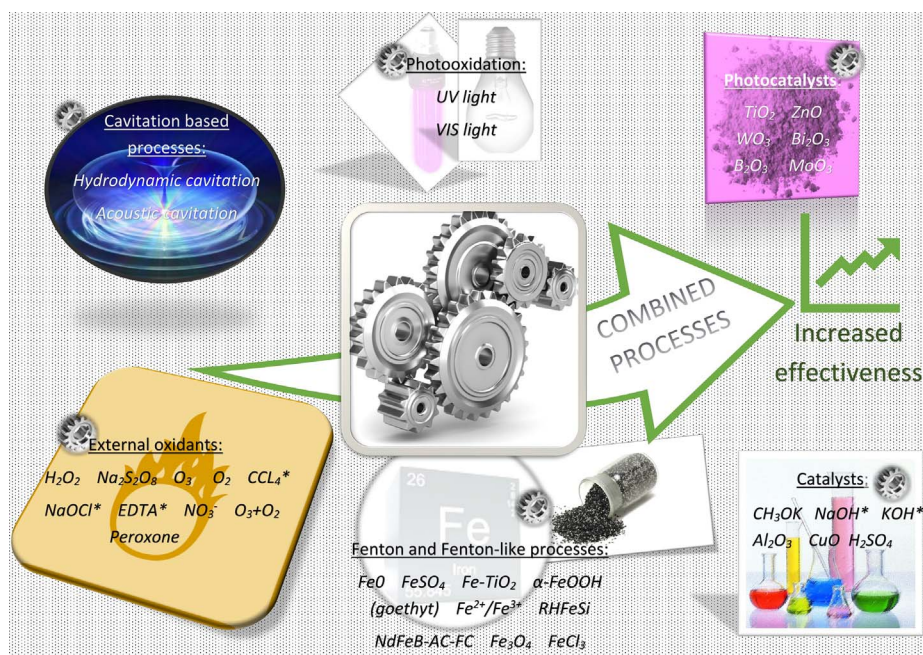 Photooxidation:
UV light
VIS light
Photocatalysts
TiO₂ ZnO
WO₃ Bi₂O₃
B₂O₃ MoO₃
Cavitation based
processes:
Hydrodynamic cavitation
Acoustic cavitation
COMBINED
PROCESSES
Increased
effectiveness
External oxidants:
H₂O₂ Na₂S₂O₈ O₃ O₂ CCL₄*
NaOCl* EDTA* NO₃⁻ O₃+O₂
Peroxone
26
Fe
Iron
55.845
Fenton and Fenton-like processes:
Fe0 FeSO₄ Fe-TiO₂ α-FeOOH
(goethyt) Fe²⁺/Fe³⁺ RHFeSi
NdFeB-AC-FC Fe₃O₄ FeCl₃
Catalysts:
CH₃OK NaOH* KOH*
Al₂O₃ CuO H₂SO₄